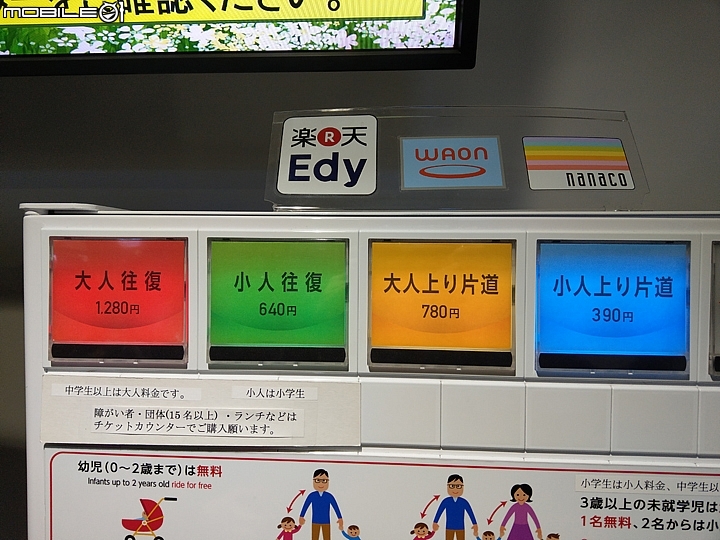 MOBILE01
ご確認ください。
楽R天
Edy
WAON
nanaco
大人往復
1,280円
小人往復
640円
大人上り片道
780円
小人上り片道
390円
中学生以上は大人料金です。
小人は小学生
障がい者・団体(15名以上)・ランチなどは
チケットカウンターでご購入願います。
幼児(0～2歳まで)は無料
Infants up to 2 years old ride for free
小学生は小人料金、中学生以
3歳以上の未就学児は
1名無料、2名からは小